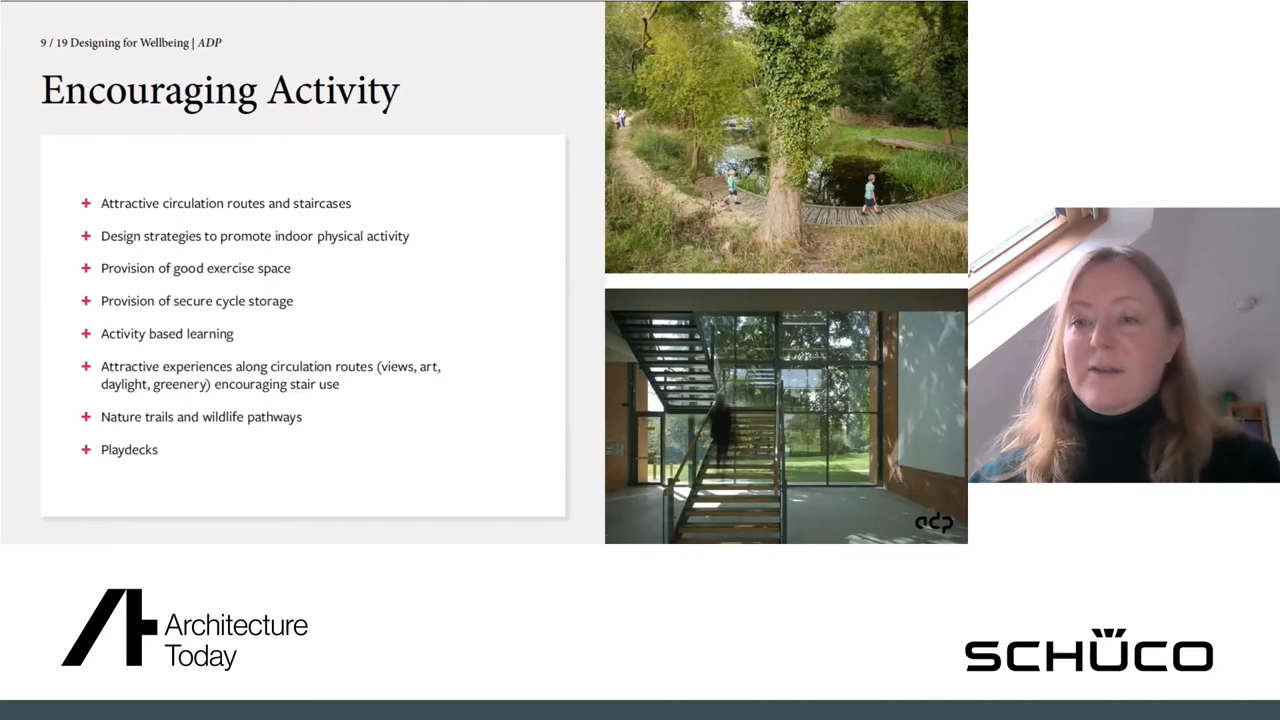 9 / 19 Designing for Wellbeing | ADP
Encouraging Activity
+ Attractive circulation routes and staircases
+ Design strategies to promote indoor physical activity
+ Provision of good exercise space
+ Provision of secure cycle storage
+ Activity based learning
+ Attractive experiences along circulation routes (views, art,
daylight, greenery) encouraging stair use
+ Nature trails and wildlife pathways
+ Playdecks
adp
Architecture
Today
SCHÜCO